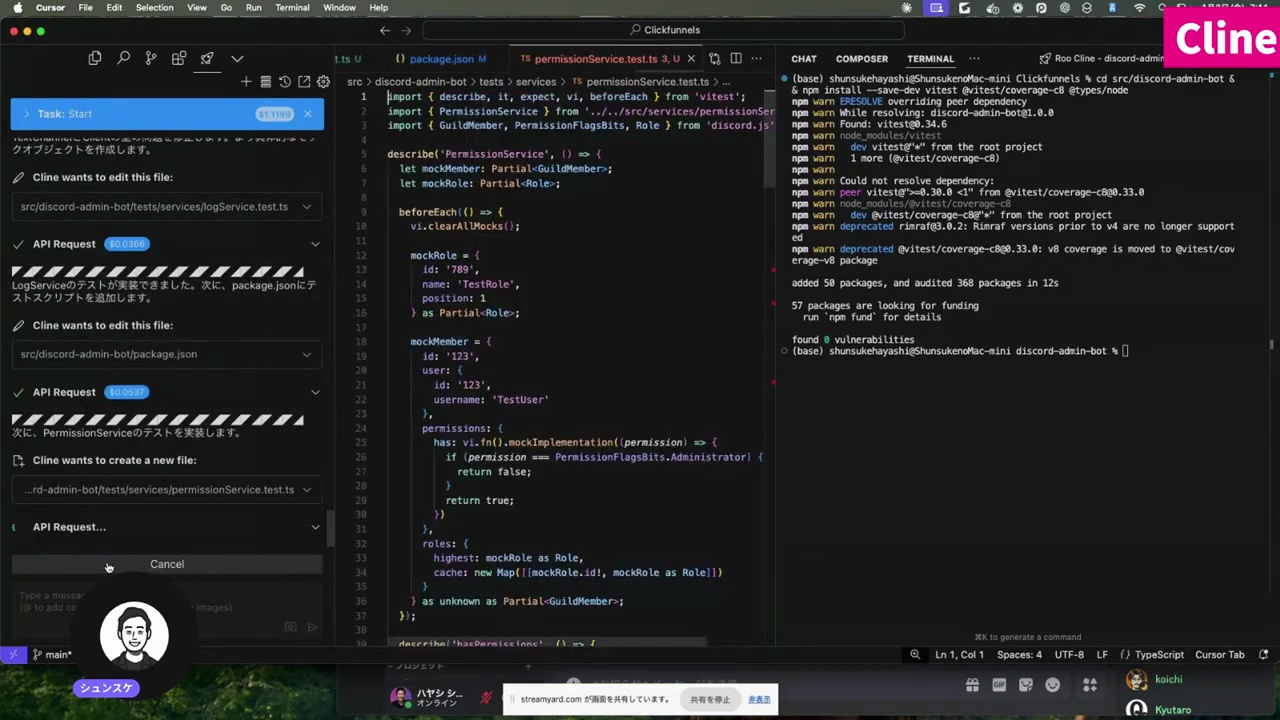 Cursor File Edit Selection View Go Run Terminal Window Help
Clickfunnels
Cline
Task: Start $1.1199
クオブジェクトを作成します。
Cline wants to edit this file:
src/discord-admin-bot/tests/services/logService.test.ts
API Request $0.0366
LogServiceのテストが実装できました。次に、package.jsonにテ
ストスクリプトを追加します。
Cline wants to edit this file:
src/discord-admin-bot/package.json
API Request $0.0537
次に、PermissionServiceのテストを実装します。
Cline wants to create a new file:
...rd-admin-bot/tests/services/permissionService.test.ts
API Request...
Cancel
Type a message
(@ to add co images)
シュンスケ
main*
t.ts U package.json M permissionService.test.ts 3, U
src > discord-admin-bot > tests > services > permissionService.test.ts > ...
1 import { describe, it, expect, vi, beforeEach } from 'vitest';
2 import { PermissionService } from '../../src/services/permissionSer
3 import { GuildMember, PermissionFlagsBits, Role } from 'discord.js'
4
5 describe('PermissionService', () => {
6 let mockMember: Partial<GuildMember>;
7 let mockRole: Partial<Role>;
8
9 beforeEach(() => {
10 vi.clearAllMocks();
11
12 mockRole = {
13 id: '789',
14 name: 'TestRole',
15 position: 1
16 } as Partial<Role>;
17
18 mockMember = {
19 id: '123',
20 user: {
21 id: '123',
22 username: 'TestUser'
23 },
24 permissions: {
25 has: vi.fn().mockImplementation((permission) => {
26 if (permission === PermissionFlagsBits.Administrator) {
27 return false;
28 }
29 return true;
30 })
31 },
32 roles: {
33 highest: mockRole as Role,
34 cache: new Map([[mockRole.id!, mockRole as Role]])
35 }
36 } as unknown as Partial<GuildMember>;
37 });
38
39 describe('hasPermissions', () => {
CHAT COMPOSER TERMINAL ... Roo Cline - discord-admin
(base) shunsukehayashi@ShunsukenoMac-mini Clickfunnels % cd src/discord-admin-bot &
& npm install --save-dev vitest @vitest/coverage-c8 @types/node
npm warn ERESOLVE overriding peer dependency
npm warn While resolving: discord-admin-bot@1.0.0
npm warn Found: vitest@0.34.6
npm warn node_modules/vitest
npm warn dev vitest@"*" from the root project
npm warn 1 more (@vitest/coverage-c8)
npm warn
npm warn Could not resolve dependency:
npm warn peer vitest@">=0.30.0 <1" from @vitest/coverage-c8@0.33.0
npm warn node_modules/@vitest/coverage-c8
npm warn dev @vitest/coverage-c8@"*" from the root project
npm warn deprecated rimraf@3.0.2: Rimraf versions prior to v4 are no longer support
ed
npm warn deprecated @vitest/coverage-c8@0.33.0: v8 coverage is moved to @vitest/cov
erage-v8 package
added 50 packages, and audited 368 packages in 12s
57 packages are looking for funding
run `npm fund` for details
found 0 vulnerabilities
(base) shunsukehayashi@ShunsukenoMac-mini discord-admin-bot %
⌘K to generate a command
Ln 1, Col 1 Spaces: 4 UTF-8 LF {} TypeScript Cursor Tab
プロジェクト
ハヤシ シ...
オンライン
streamyard.com が画面を共有しています。 共有を停止 非表示
GIF
koichi
Kyutaro